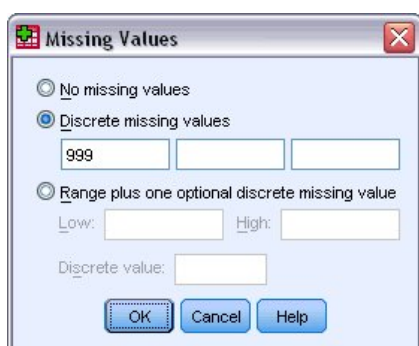 Missing Values
No missing values
Discrete missing values
999
Range plus one optional discrete missing value
Low: High:
Discrete value:
OK Cancel Help